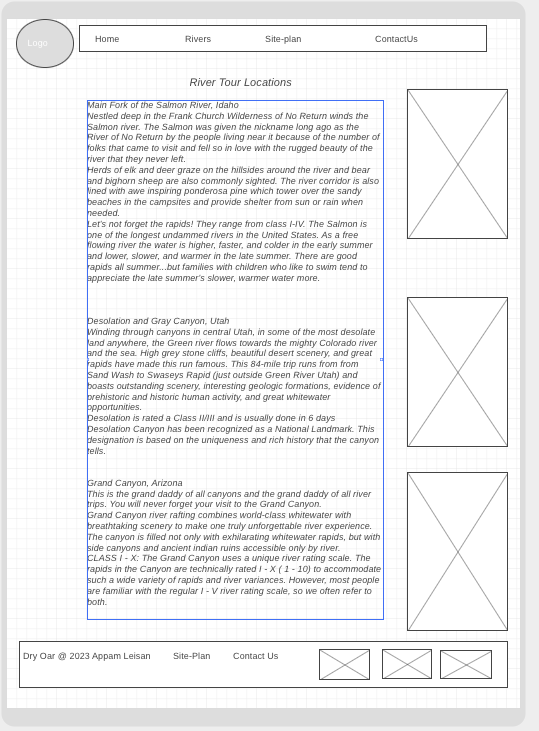 Logo
Home Rivers Site-plan ContactUs
River Tour Locations
Main Fork of the Salmon River, Idaho
Nestled deep in the Frank Church Wilderness of No Return winds the
Salmon river. The Salmon was given the nickname long ago as the
River of No Return by the people living near it because of the number of
folks that came to visit and fell so in love with the rugged beauty of the
river that they never left.
Herds of elk and deer graze on the hillsides around the river and bear
and bighorn sheep are also commonly sighted. The river corridor is also
lined with awe inspiring ponderosa pine which tower over the sandy
beaches in the campsites and provide shelter from sun or rain when
needed.
Let's not forget the rapids! They range from class I-IV. The Salmon is
one of the longest undammed rivers in the United States. As a free
flowing river the water is higher, faster, and colder in the early summer
and lower, slower, and warmer in the late summer. There are good
rapids all summer...but families with children who like to swim tend to
appreciate the late summer's slower, warmer water more.
Desolation and Gray Canyon, Utah
Winding through canyons in central Utah, in some of the most desolate
land anywhere, the Green river flows towards the mighty Colorado river
and the sea. High grey stone cliffs, beautiful desert scenery, and great
rapids have made this run famous. This 84-mile trip runs from from
Sand Wash to Swaseys Rapid (just outside Green River Utah) and
boasts outstanding scenery, interesting geologic formations, evidence of
prehistoric and historic human activity, and great whitewater
opportunities.
Desolation is rated a Class II/III and is usually done in 6 days
Desolation Canyon has been recognized as a National Landmark. This
designation is based on the uniqueness and rich history that the canyon
tells.
Grand Canyon, Arizona
This is the grand daddy of all canyons and the grand daddy of all river
trips. You will never forget your visit to the Grand Canyon.
Grand Canyon river rafting combines world-class whitewater with
breathtaking scenery to make one truly unforgettable river experience.
The canyon is filled not only with exhilarating whitewater rapids, but with
side canyons and ancient indian ruins accessible only by river.
CLASS I - X: The Grand Canyon uses a unique river rating scale. The
rapids in the Canyon are technically rated I - X ( 1 - 10) to accommodate
such a wide variety of rapids and river variances. However, most people
are familiar with the regular I - V river rating scale, so we often refer to
both.
Dry Oar @ 2023 Appam Leisan Site-Plan Contact Us